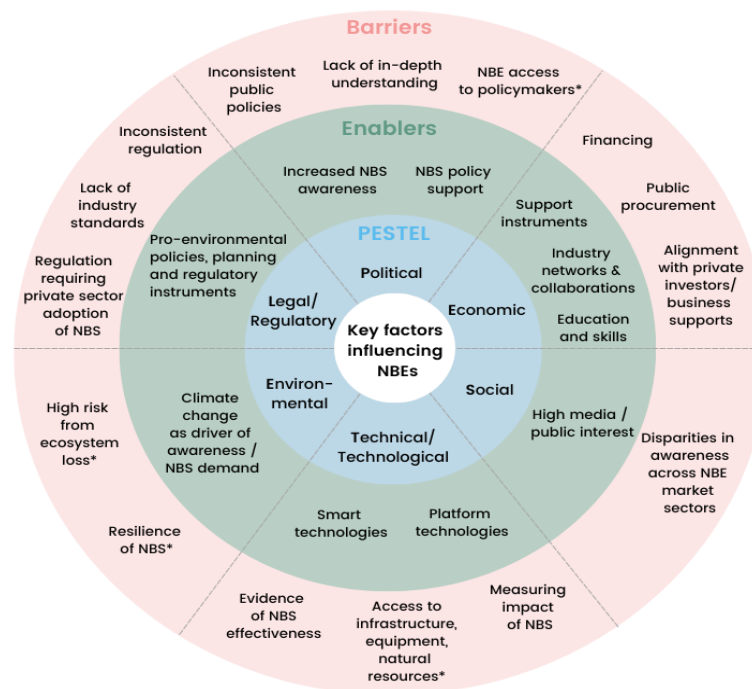 Barriers
Inconsistent
public
policies
Lack of in-depth
understanding
NBE access
to policymakers*
Enablers
Increased NBS
awareness
NBS policy
support
PESTEL
Political
Inconsistent
regulation
Lack of
industry
standards
Regulation
requiring
private sector
adoption
of NBS
Pro-environmental
policies, planning
and regulatory
instruments
Legal/
Regulatory
Key factors
influencing
NBEs
Economic
Support
instruments
Industry
networks &
collaborations
Education
and skills
Financing
Public
procurement
Alignment
with private
investors/
business
supports
High risk
from
ecosystem
loss*
Resilience
of NBS*
Climate
change
as driver of
awareness /
NBS demand
Environ-
mental
Social
High media /
public interest
Disparities in
awareness
across NBE
market
sectors
Technical/
Technological
Smart
technologies
Platform
technologies
Evidence
of NBS
effectiveness
Access to
infrastructure,
equipment,
natural
resources*
Measuring
impact
of NBS